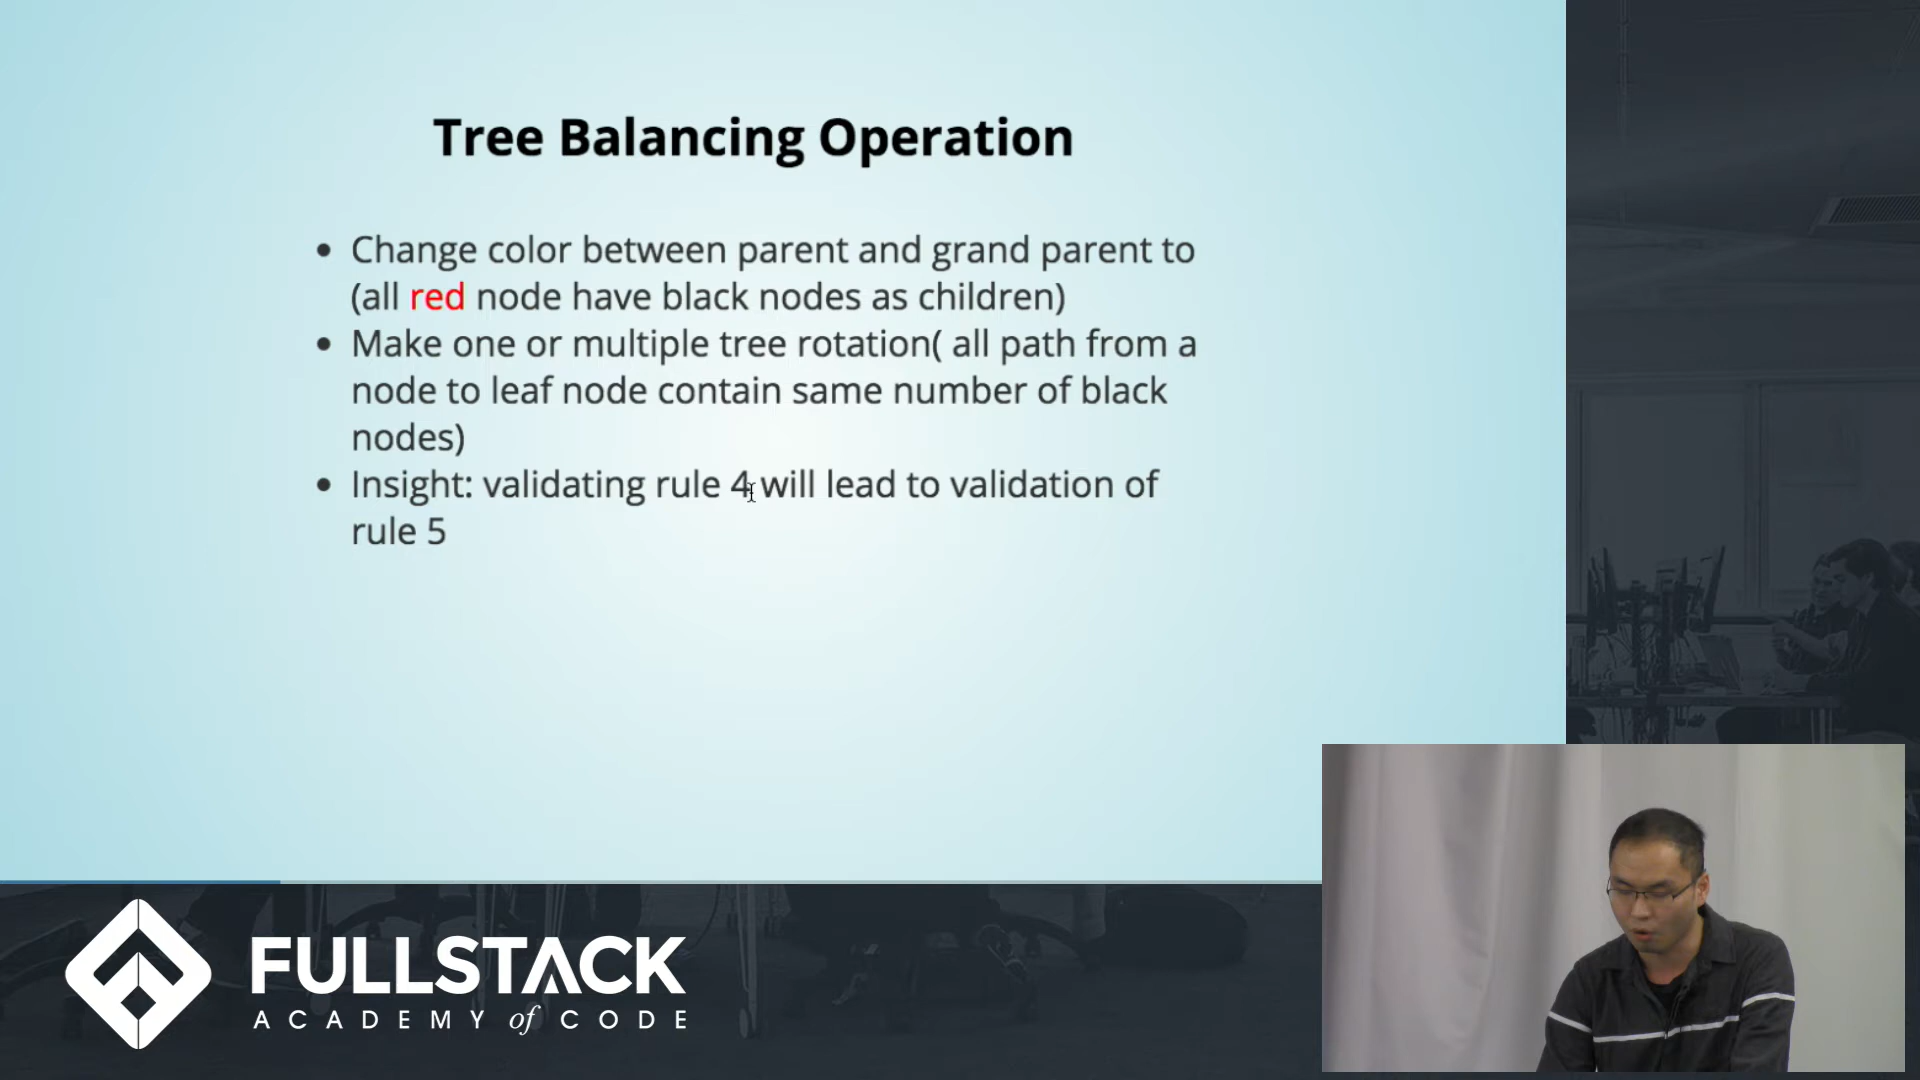 Tree Balancing Operation
• Change color between parent and grand parent to
(all red node have black nodes as children)
• Make one or multiple tree rotation( all path from a
node to leaf node contain same number of black
nodes)
• Insight: validating rule 4 will lead to validation of
rule 5
FULLSTACK
ACADEMY of CODE